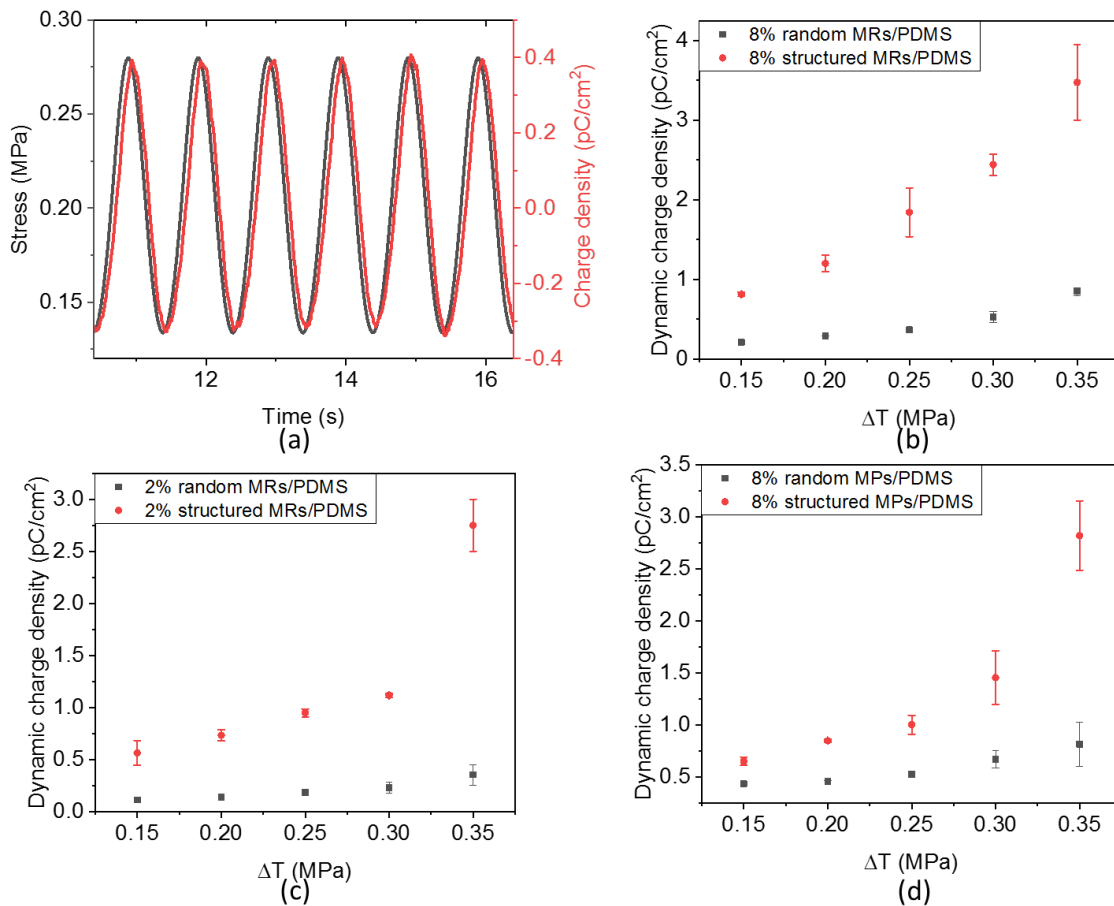 0.30
0.25
0.20
0.15
Stress (MPa)
0.4
0.2
0.0
-0.2
-0.4
Charge density (pC/cm²)
12
14
16
Time (s)
(a)
8% random MRs/PDMS
8% structured MRs/PDMS
4
3
2
1
0
Dynamic charge density (pC/cm²)
0.15 0.20 0.25 0.30 0.35
ΔT (MPa)
(b)
2% random MRs/PDMS
2% structured MRs/PDMS
3.0
2.5
2.0
1.5
1.0
0.5
0.0
Dynamic charge density (pC/cm²)
0.15 0.20 0.25 0.30 0.35
ΔT (MPa)
(c)
8% random MPs/PDMS
8% structured MPs/PDMS
3.5
3.0
2.5
2.0
1.5
1.0
0.5
Dynamic charge density (pC/cm²)
0.15 0.20 0.25 0.30 0.35
ΔT (MPa)
(d)